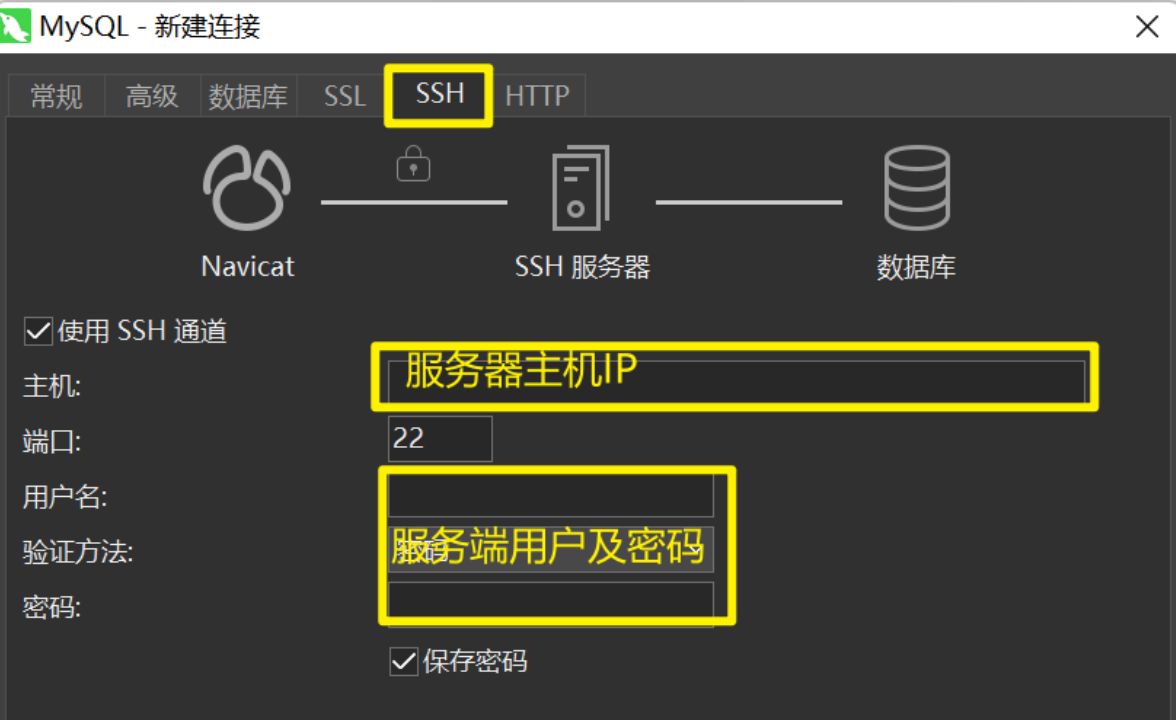 MySQL - 新建连接
常规 高级 数据库 SSL SSH HTTP
Navicat SSH 服务器 数据库
使用 SSH 通道
主机: 服务器主机IP
端口: 22
用户名:
验证方法: 密码 服务端用户及密码
密码:
保存密码